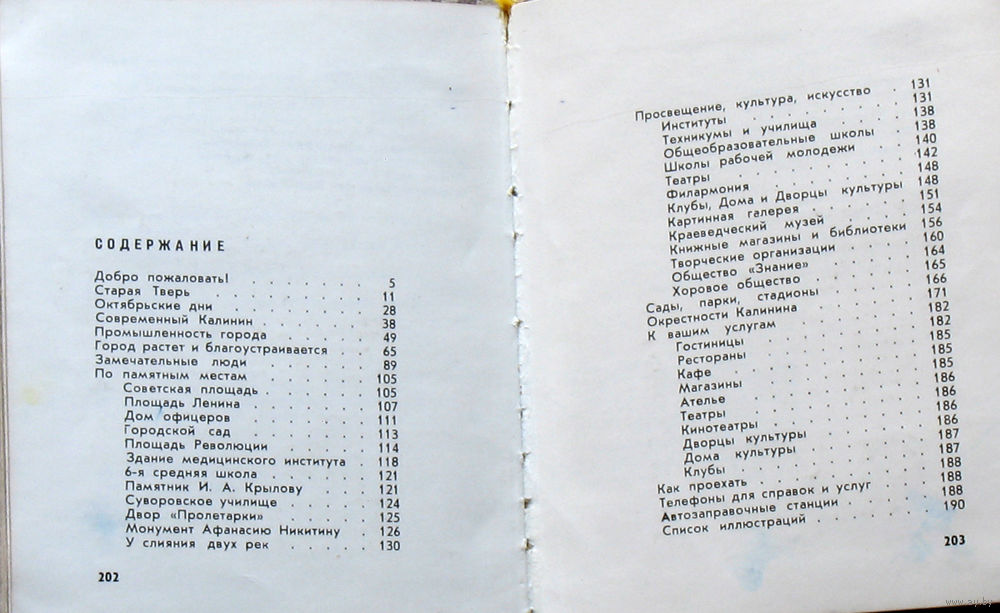 СОДЕРЖАНИЕ
Добро пожаловать! . . . . . . . 5
Старая Тверь . . . . . . . . 11
Октябрьские дни . . . . . . . 28
Современный Калинин . . . . . . 38
Промышленность города . . . . . 49
Город растет и благоустраивается . . 65
Замечательные люди . . . . . . 89
По памятным местам . . . . . . 105
Советская площадь . . . . . . 105
Площадь Ленина . . . . . . 107
Дом офицеров . . . . . . . 111
Городской сад . . . . . . . 113
Площадь Революции . . . . . 114
Здание медицинского института . 118
6-я средняя школа . . . . . . 121
Памятник И. А. Крылову . . . . 121
Суворовское училище . . . . . 124
Двор «Пролетарки» . . . . . . 125
Монумент Афанасию Никитину . . 126
У слияния двух рек . . . . . 130
202
Просвещение, культура, искусство . 131
Институты . . . . . . . . 131
Техникумы и училища . . . . 138
Общеобразовательные школы . . 138
Школы рабочей молодежи . . . 140
Театры . . . . . . . . . 142
Филармония . . . . . . . 148
Клубы, Дома и Дворцы культуры 148
Картинная галерея . . . . . 151
Краеведческий музей . . . . 154
Книжные магазины и библиотеки 156
Творческие организации . . . 160
Общество «Знание» . . . . . 164
Хоровое общество . . . . . 165
Сады, парки, стадионы . . . . . 166
Окрестности Калинина . . . . . 171
К вашим услугам . . . . . . . 182
Гостиницы . . . . . . . . 182
Рестораны . . . . . . . . 185
Кафе . . . . . . . . . . 185
Магазины . . . . . . . . 185
Ателье . . . . . . . . . 186
Театры . . . . . . . . . 186
Кинотеатры . . . . . . . 186
Дворцы культуры . . . . . 186
Дома культуры . . . . . . 187
Клубы . . . . . . . . . 187
Как проехать . . . . . . . . 188
Телефоны для справок и услуг . . . 188
Автозаправочные станции . . . . 188
Список иллюстраций . . . . . . 190
203
www.ay.by